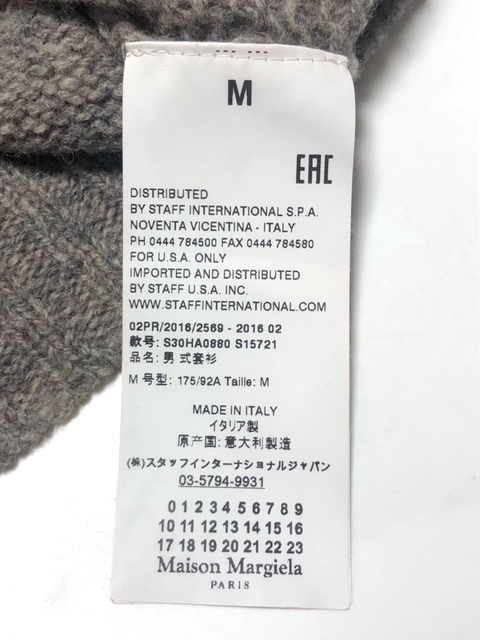 M
EAC
DISTRIBUTED
BY STAFF INTERNATIONAL S.P.A.
NOVENTA VICENTINA - ITALY
PH 0444 784500 FAX 0444 784580
FOR U.S.A. ONLY
IMPORTED AND DISTRIBUTED
BY STAFF U.S.A. INC.
WWW.STAFFINTERNATIONAL.COM
02PR/2016/2569 - 2016 02
款号: S30HA0880 S15721
品名: 男 式套衫
M 号型: 175/92A Taille: M
MADE IN ITALY
イタリア製
原产国: 意大利製造
(株)スタッフインターナショナルジャパン
03-5794-9931
0 1 2 3 4 5 6 7 8 9
10 11 12 13 14 15 16
17 18 19 20 21 22 23
Maison Margiela
PARIS